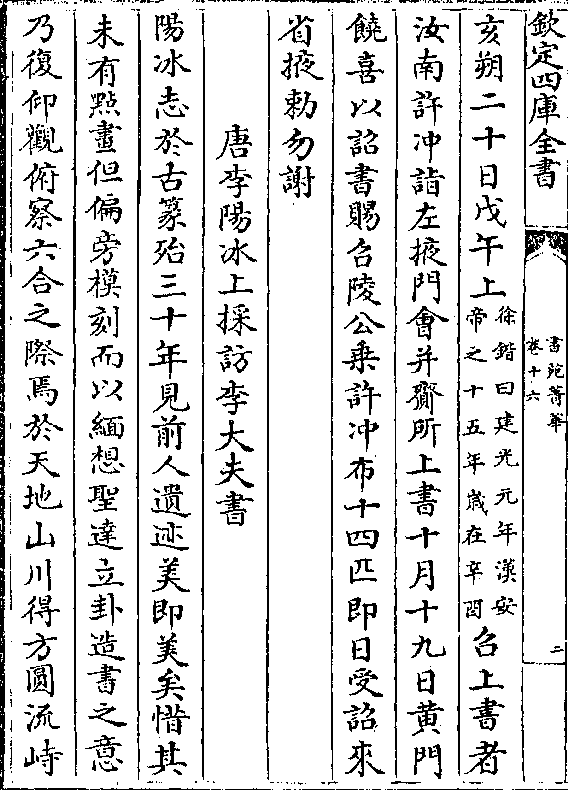 欽定四庫全書
書苑菁華
卷十六
二
亥朔二十日戊午上徐鍇曰建光元年漢安帝之十五年歲在辛酉召上書者
汝南許冲詣左掖門㑹并齎所上書十月十九日黄門
饒喜以詔書賜召陵公乗許冲布十四匹即日受詔来
省掖勅勿謝
唐李陽冰上採訪李大夫書
陽冰志於古篆殆三十年見前人遺迹美即美矣惜其
未有㸃畫但偏旁模刻而以緬想聖達立卦造書之意
乃復仰觀俯察六合之際焉於天地山川得方圓流峙